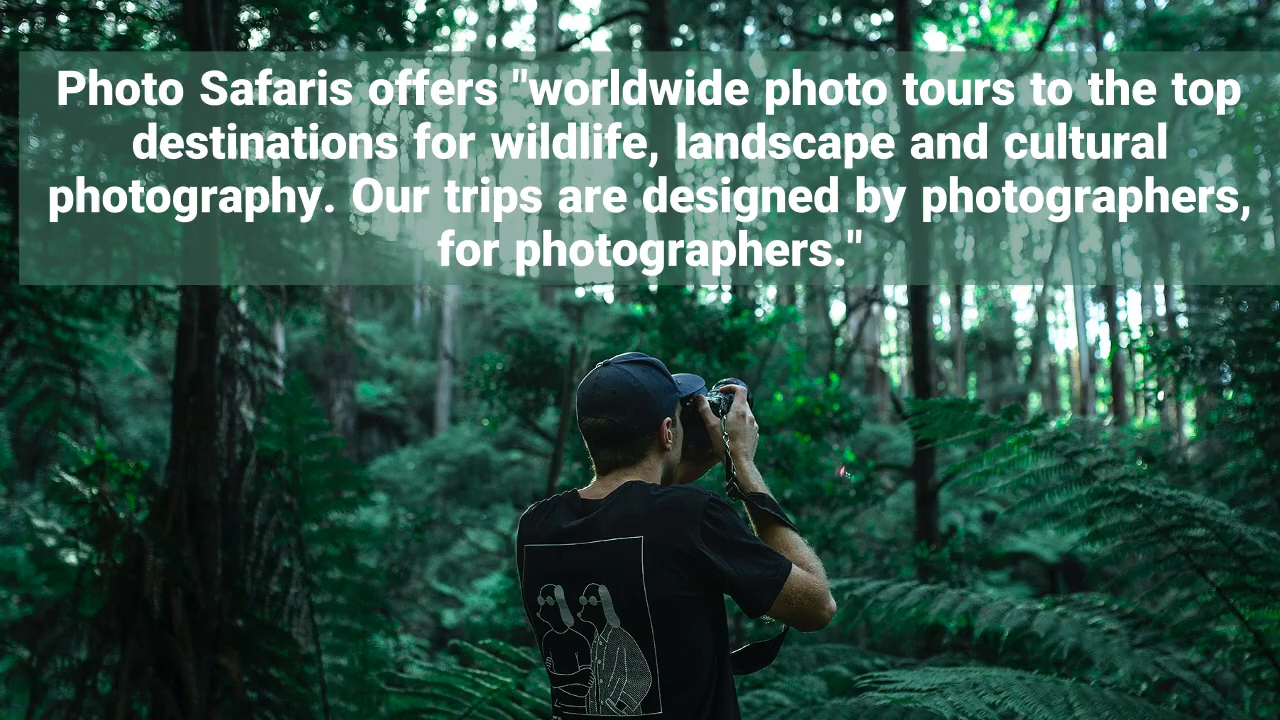 Photo Safaris offers "worldwide photo tours to the top
destinations for wildlife, landscape and cultural
photography. Our trips are designed by photographers,
for photographers."